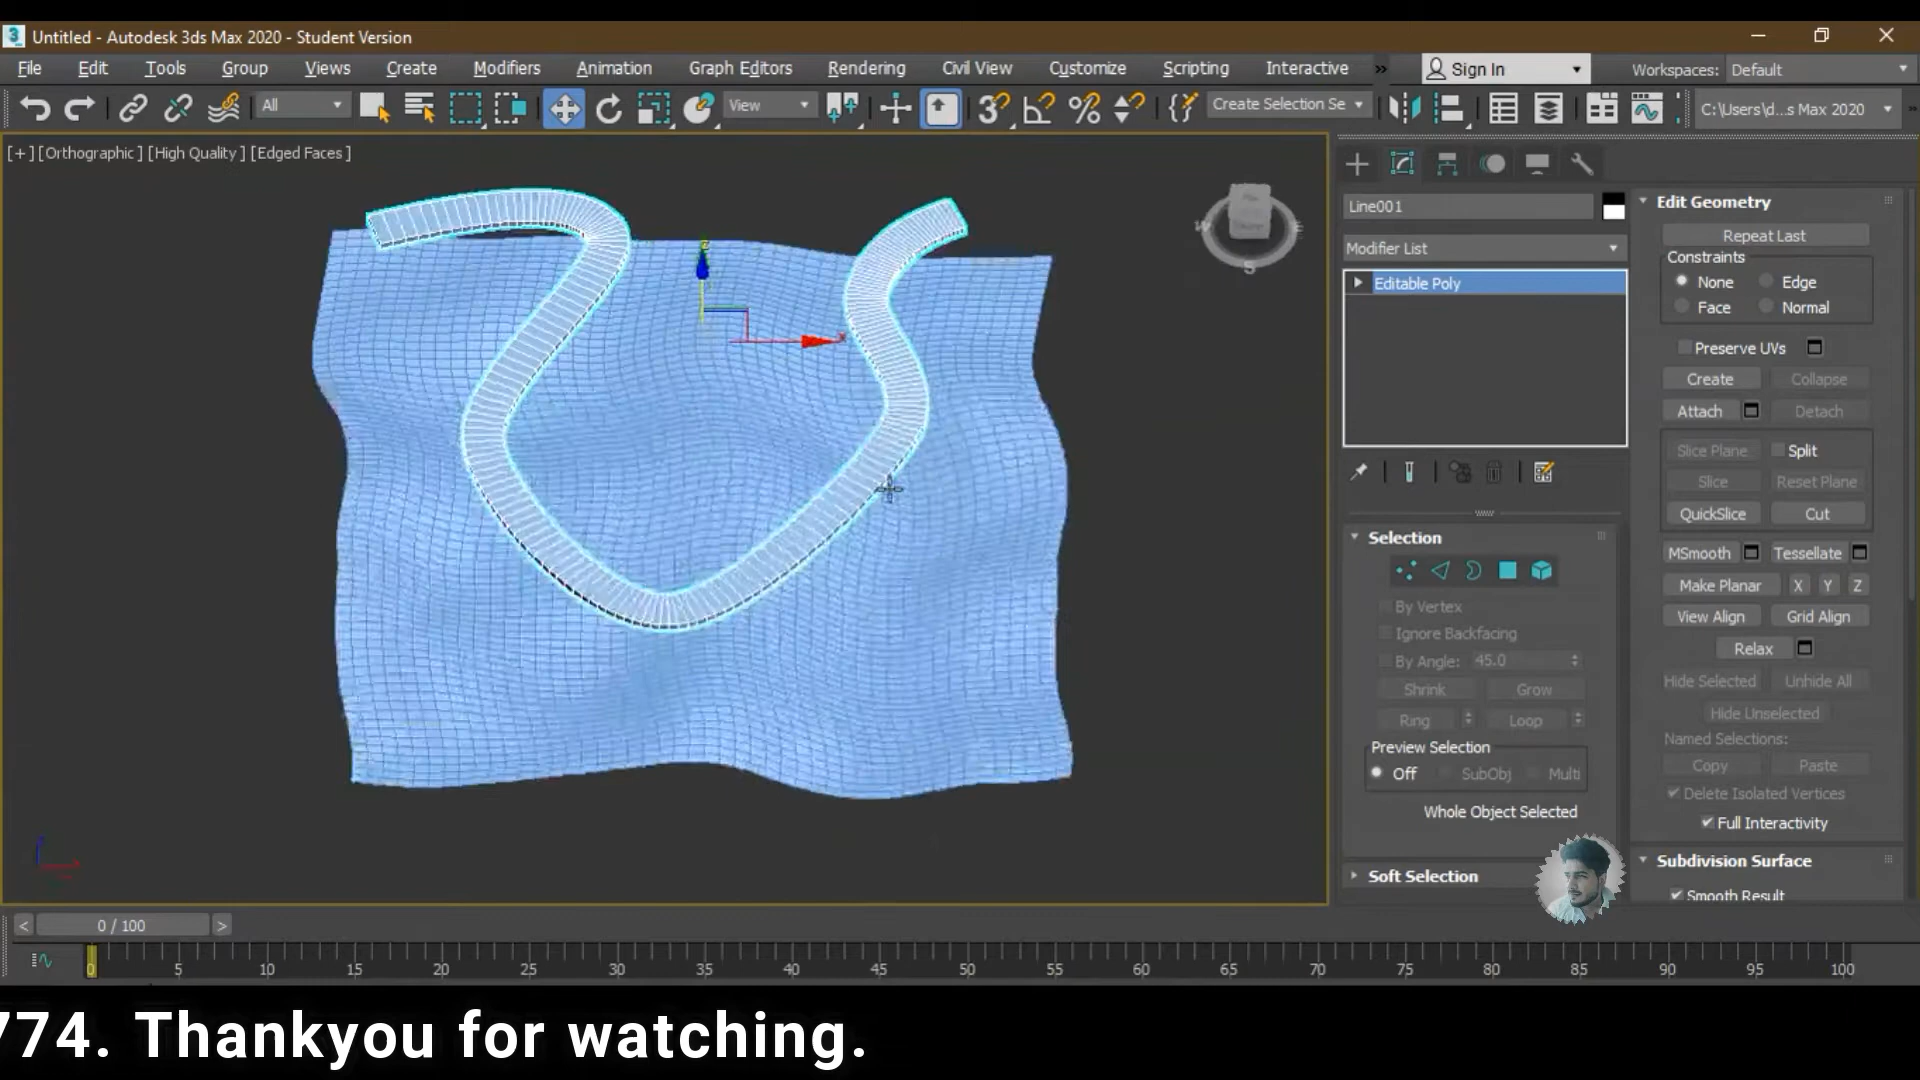 Untitled - Autodesk 3ds Max 2020 - Student Version
File Edit Tools Group Views Create Modifiers Animation Graph Editors Rendering Civil View Customize Scripting Interactive » Sign In Workspaces: Default
All View Create Selection Se C:\Users\d...s Max 2020
[+] [Orthographic] [High Quality] [Edged Faces]
W E S
Line001
Modifier List
Editable Poly
Selection
By Vertex
Ignore Backfacing
By Angle: 45.0
Shrink Grow
Ring Loop
Preview Selection
Off SubObj Multi
Whole Object Selected
Soft Selection
Edit Geometry
Repeat Last
Constraints
None Edge
Face Normal
Preserve UVs
Create Collapse
Attach Detach
Slice Plane Split
Slice Reset Plane
QuickSlice Cut
MSmooth Tessellate
Make Planar X Y Z
View Align Grid Align
Relax
Hide Selected Unhide All
Hide Unselected
Named Selections:
Copy Paste
Delete Isolated Vertices
Full Interactivity
Subdivision Surface
Smooth Result
< 0 / 100 >
0 5 10 15 20 25 30 35 40 45 50 55 60 65 70 75 80 85 90 95 100
774. Thankyou for watching.